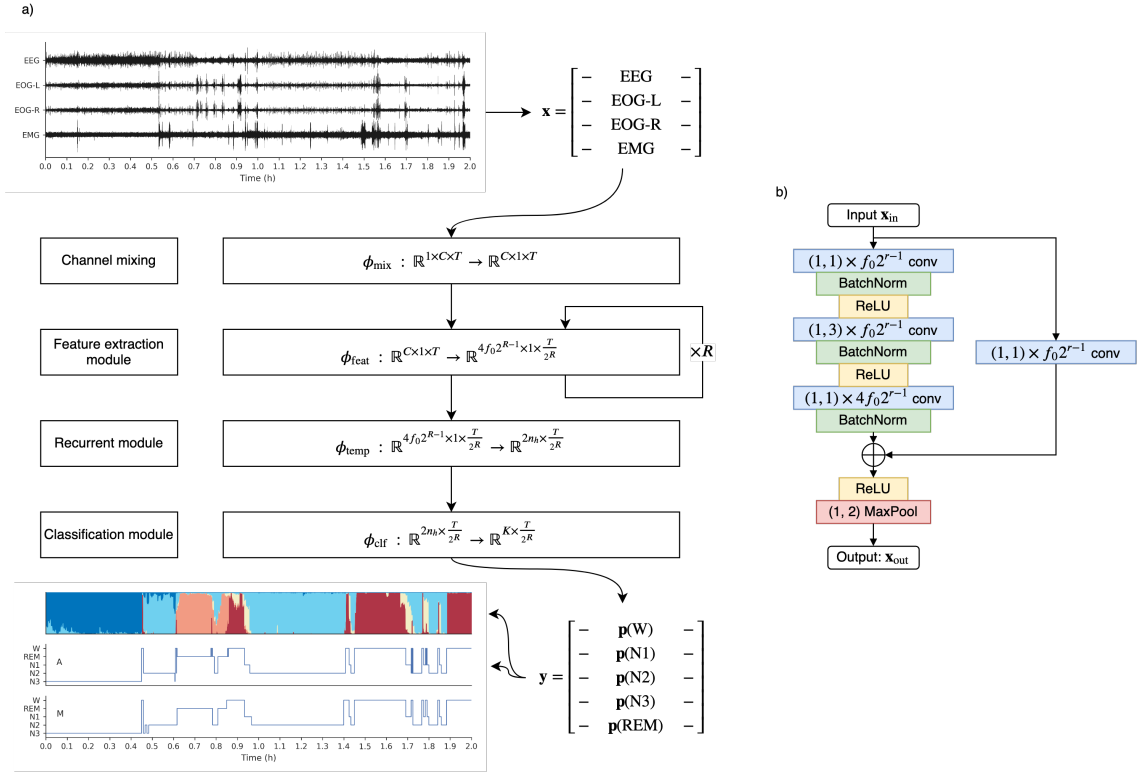 a)
EEG
EOG-L
EOG-R
EMG
0.0 0.1 0.2 0.3 0.4 0.5 0.6 0.7 0.8 0.9 1.0 1.1 1.2 1.3 1.4 1.5 1.6 1.7 1.8 1.9 2.0
Time (h)
x = [ – EEG –
– EOG-L –
– EOG-R –
– EMG – ]
Channel mixing
ϕ_mix : ℝ^{1×C×T} → ℝ^{C×1×T}
Feature extraction module
ϕ_feat : ℝ^{C×1×T} → ℝ^{4f_0 2^{R−1}×1×\frac{T}{2^R}}
×R
Recurrent module
ϕ_temp : ℝ^{4f_0 2^{R−1}×1×\frac{T}{2^R}} → ℝ^{2n_h×\frac{T}{2^R}}
Classification module
ϕ_clf : ℝ^{2n_h×\frac{T}{2^R}} → ℝ^{K×\frac{T}{2^R}}
W
REM
N1
N2
N3
A
W
REM
N1
N2
N3
M
0.0 0.1 0.2 0.3 0.4 0.5 0.6 0.7 0.8 0.9 1.0 1.1 1.2 1.3 1.4 1.5 1.6 1.7 1.8 1.9 2.0
Time (h)
y = [ – p(W) –
– p(N1) –
– p(N2) –
– p(N3) –
– p(REM) – ]
b)
Input x_in
(1, 1) × f_0 2^{r−1} conv
BatchNorm
ReLU
(1, 3) × f_0 2^{r−1} conv
BatchNorm
ReLU
(1, 1) × 4f_0 2^{r−1} conv
BatchNorm
(1, 1) × f_0 2^{r−1} conv
ReLU
(1, 2) MaxPool
Output: x_out